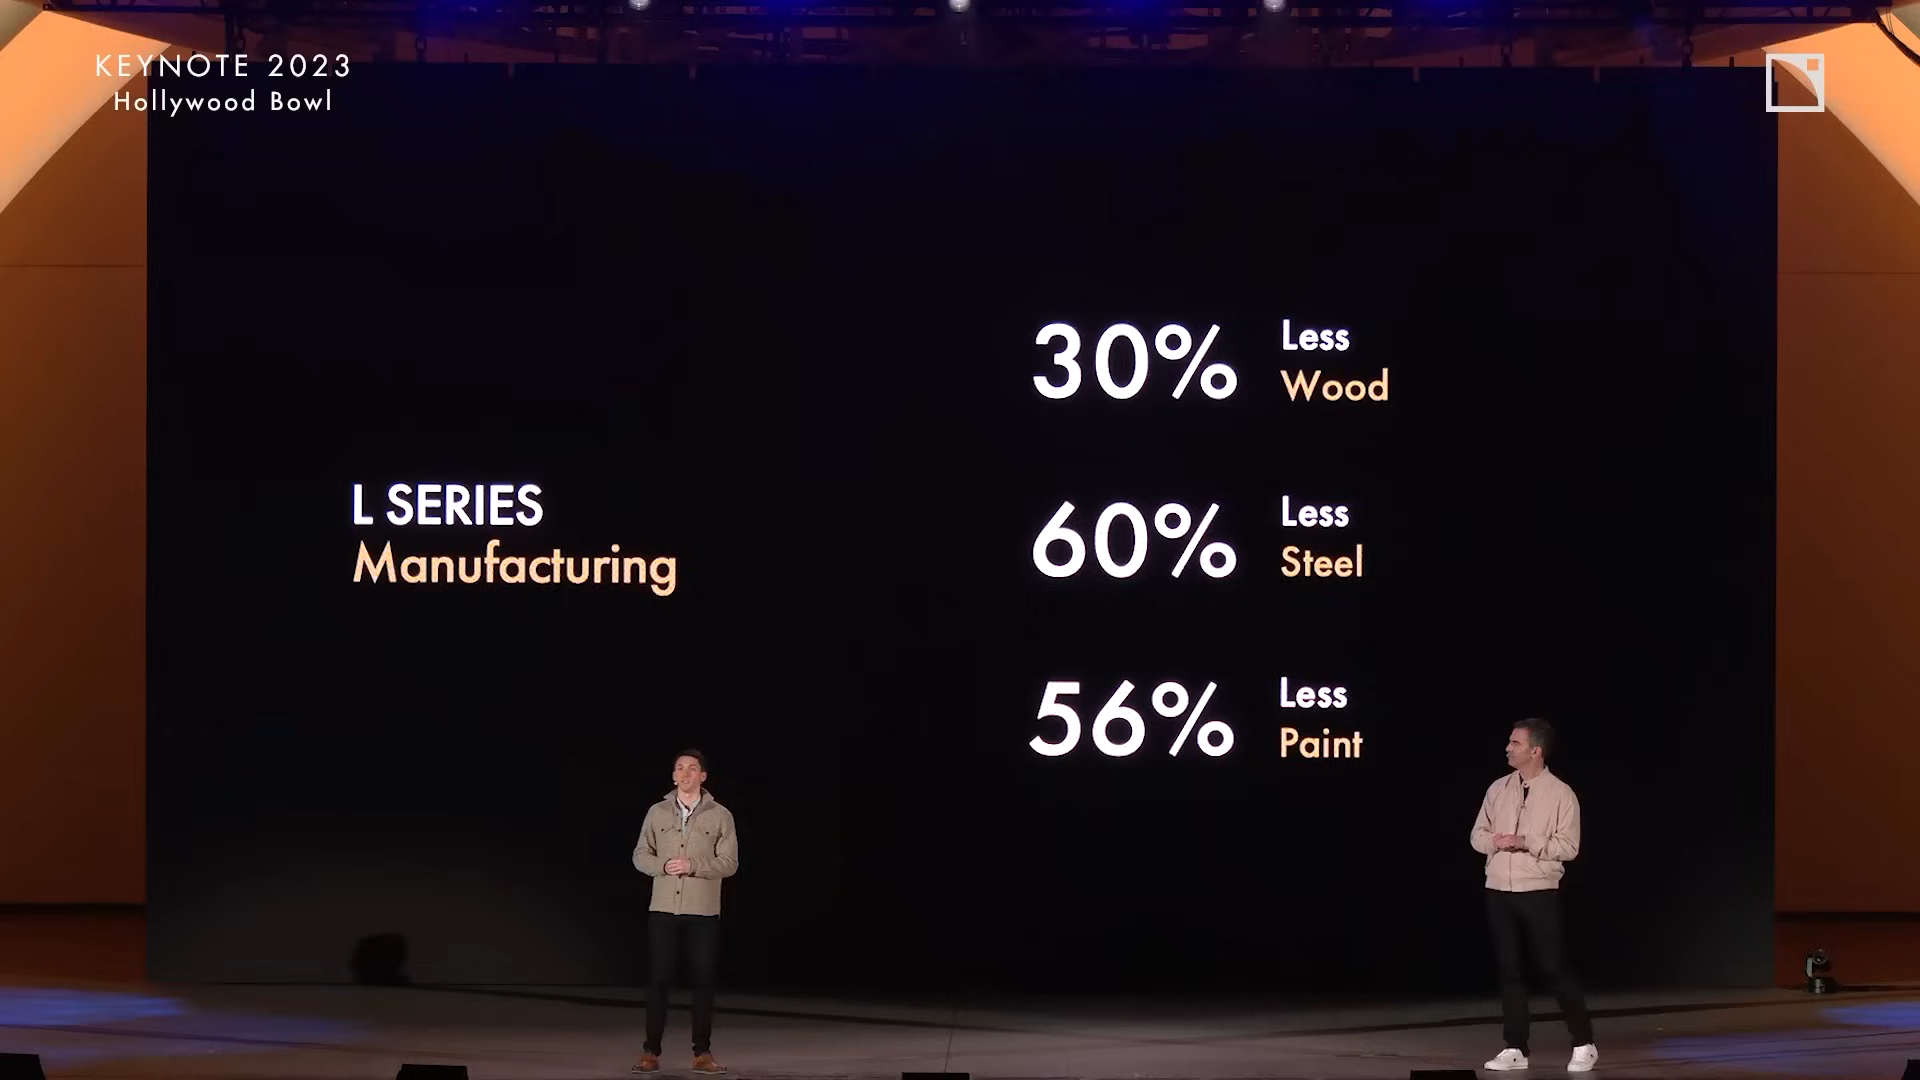 KEYNOTE 2023
Hollywood Bowl
L SERIES
Manufacturing
30%
Less
Wood
60%
Less
Steel
56%
Less
Paint